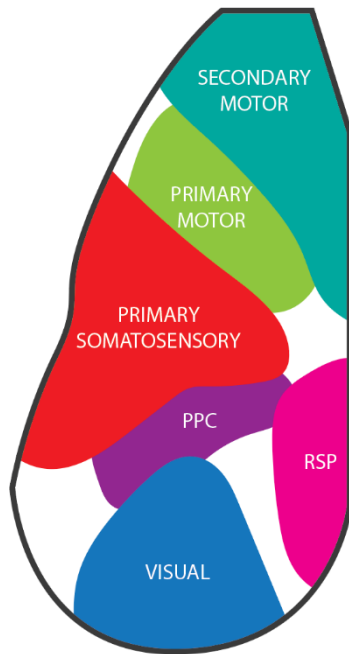 SECONDARY
MOTOR
PRIMARY
MOTOR
PRIMARY
SOMATOSENSORY
PPC
RSP
VISUAL